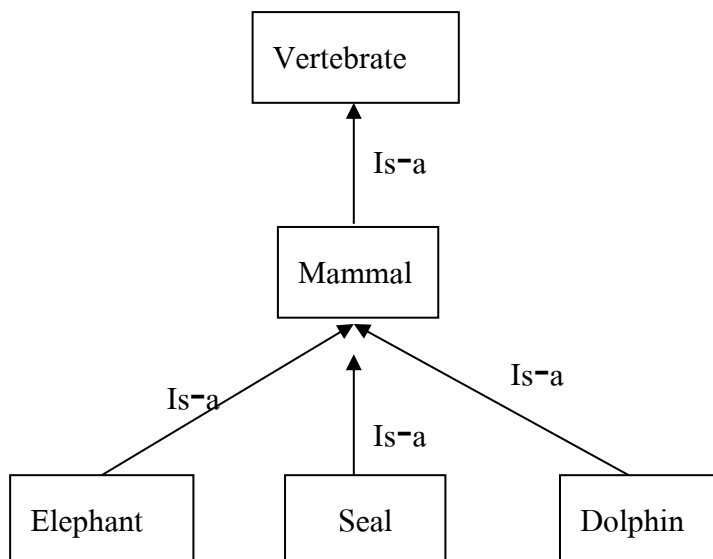 Vertebrate
Is-a
Mammal
Is-a
Is-a
Is-a
Elephant
Seal
Dolphin